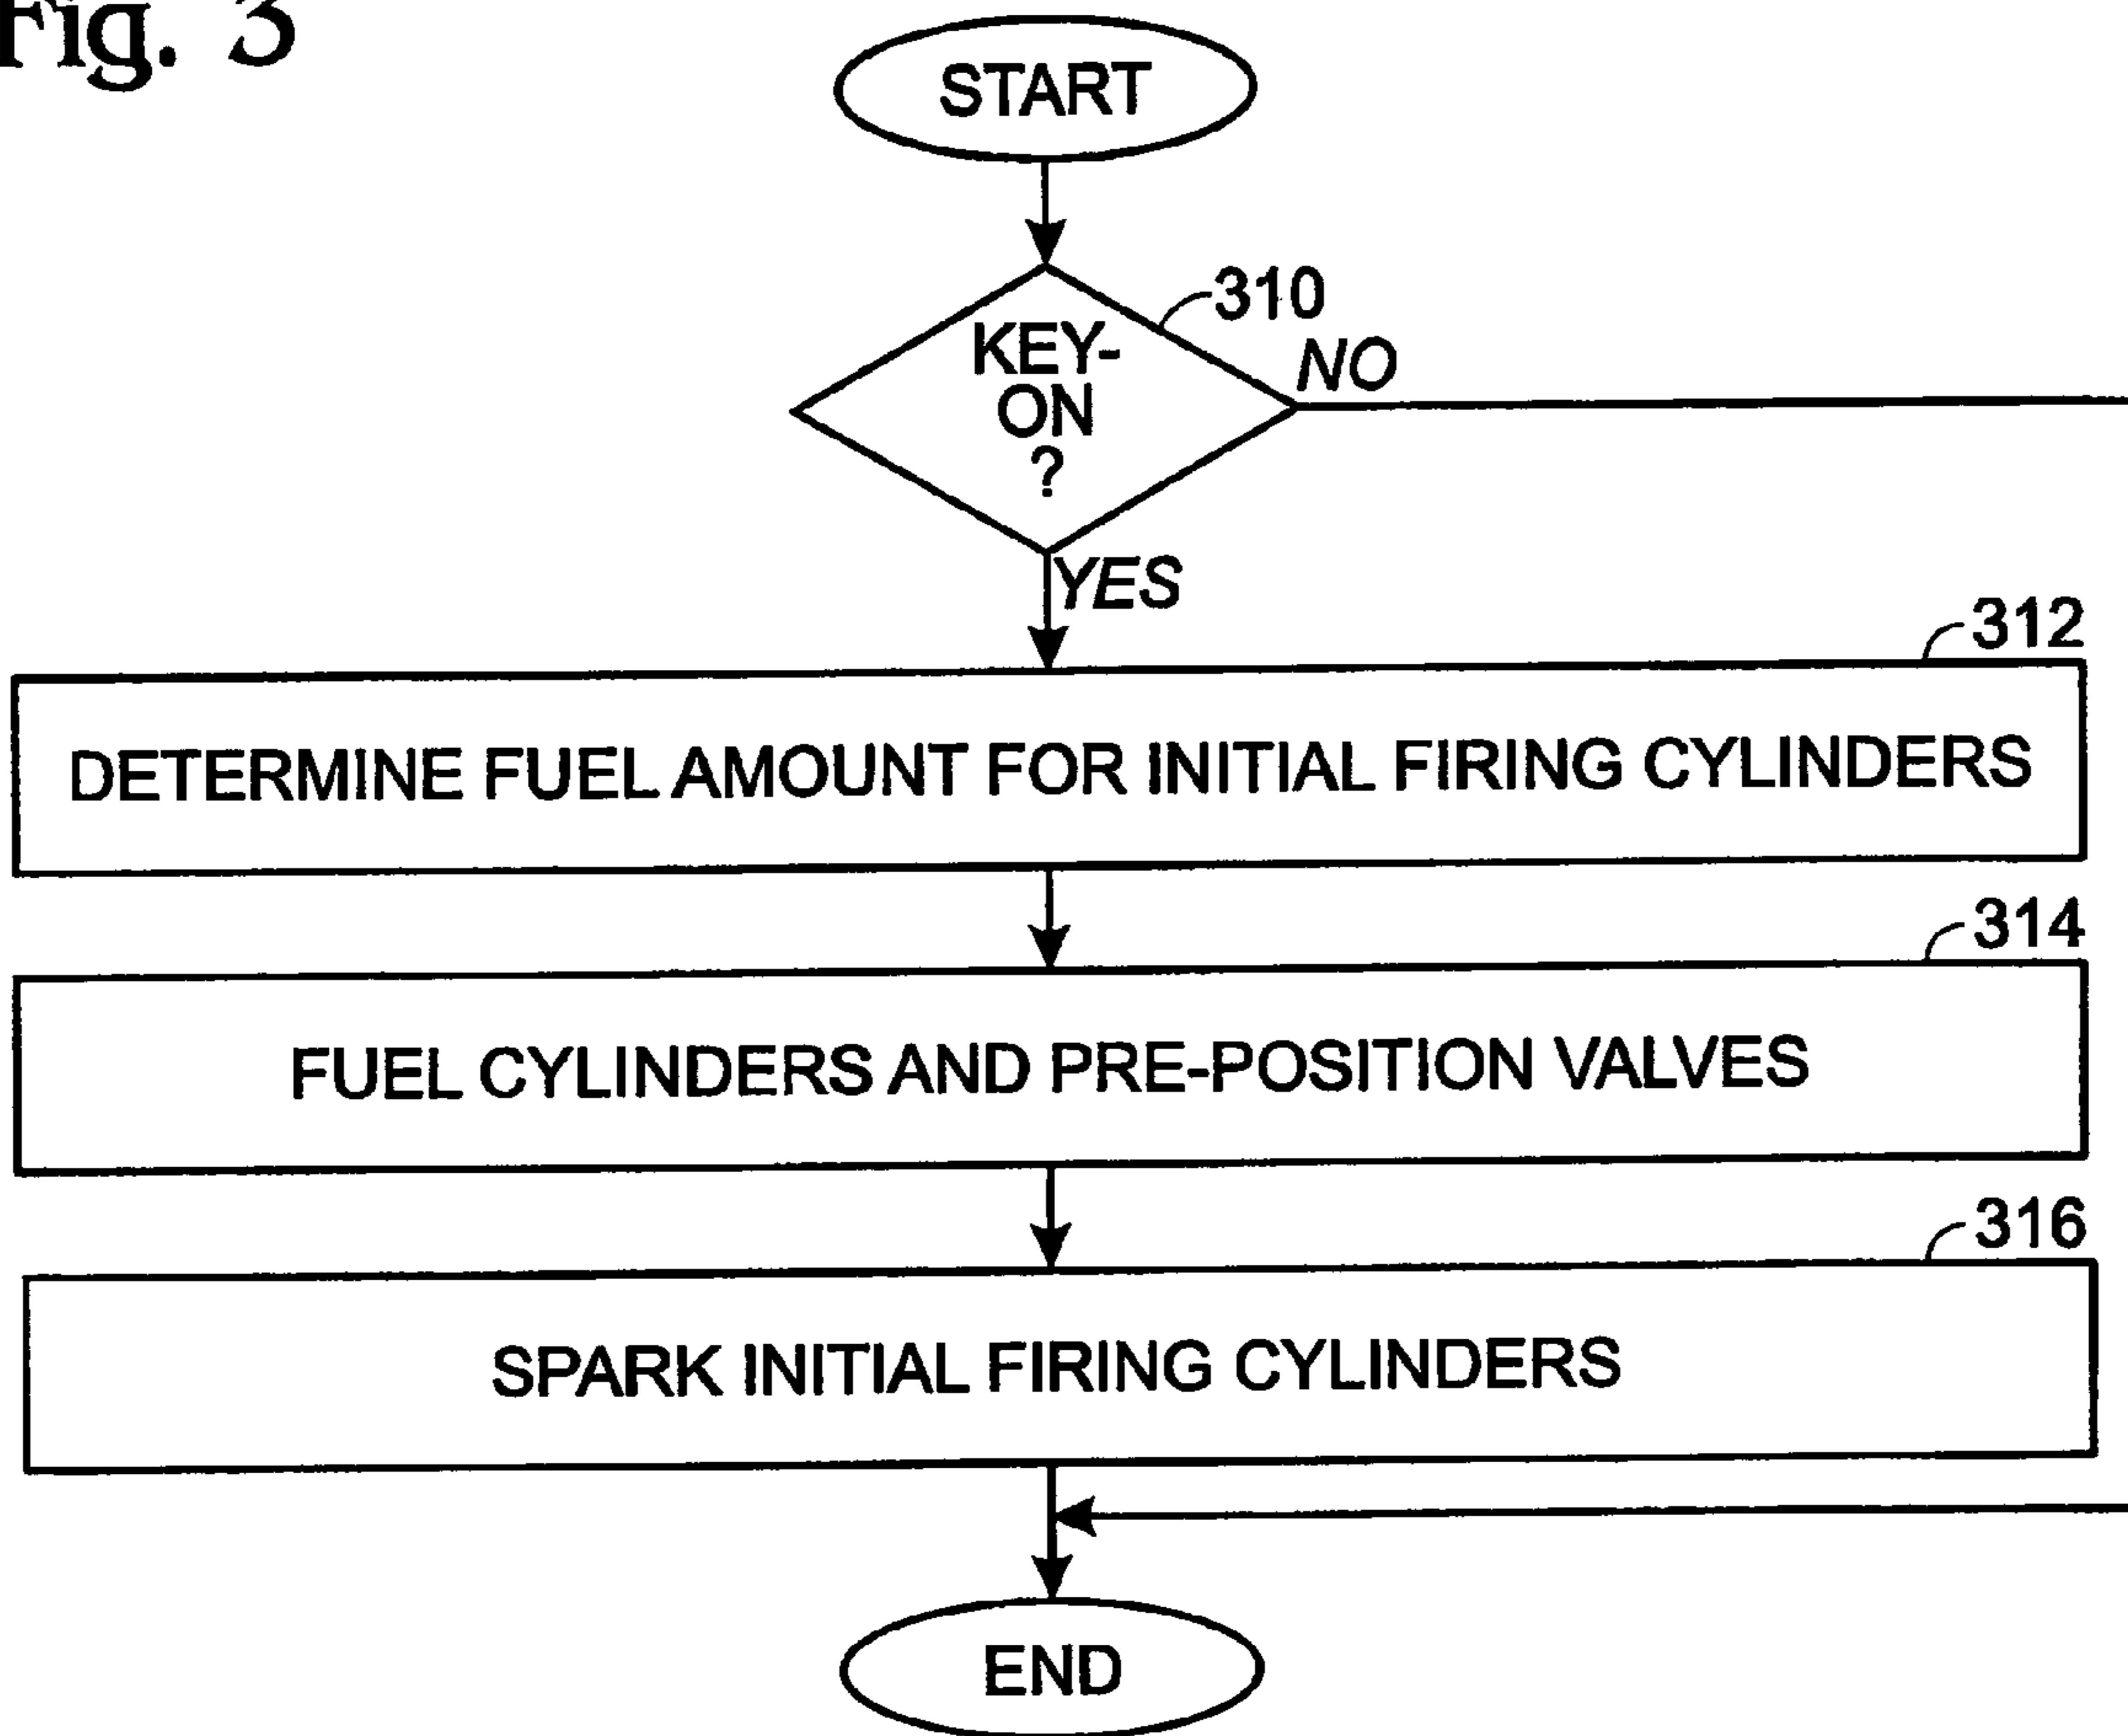 Fig. 3
START
310
KEY-
ON
?
NO
YES
312
DETERMINE FUEL AMOUNT FOR INITIAL FIRING CYLINDERS
314
FUEL CYLINDERS AND PRE-POSITION VALVES
316
SPARK INITIAL FIRING CYLINDERS
END